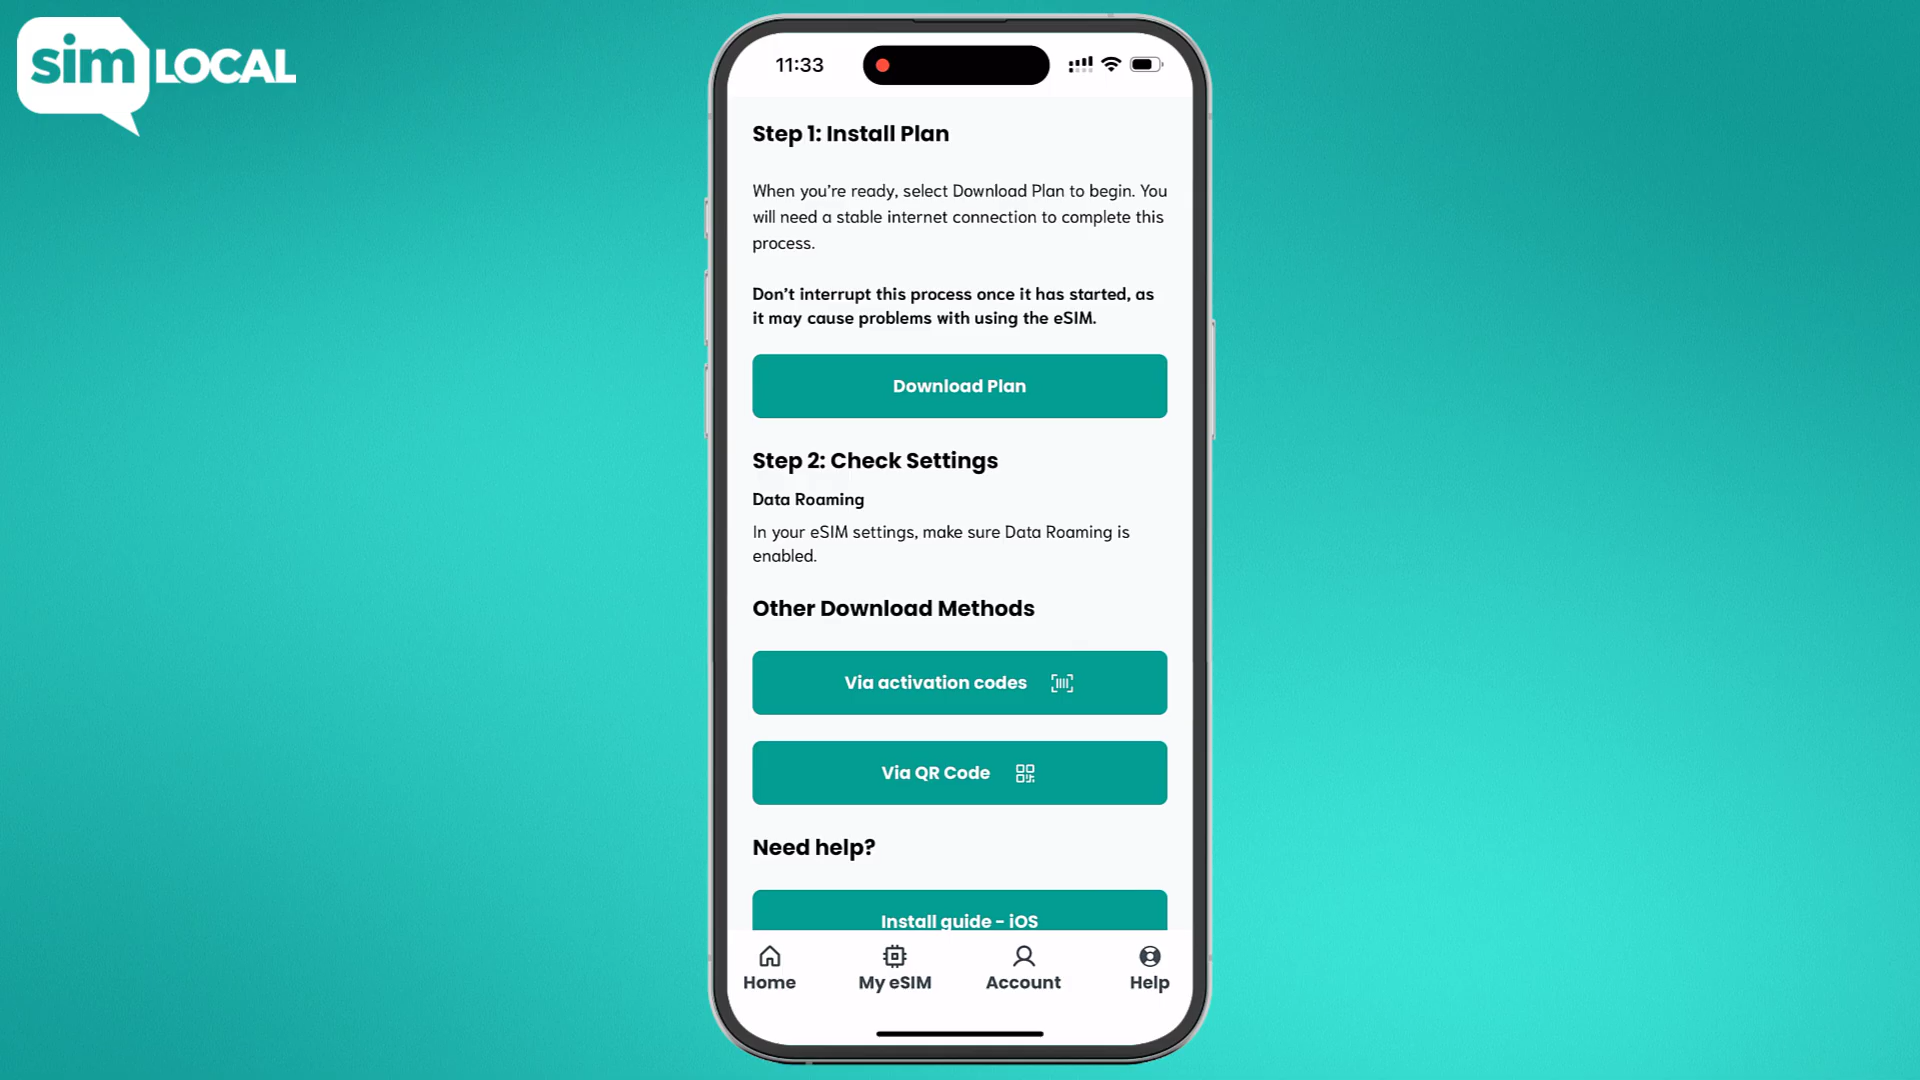 sim LOCAL
11:33
Step 1: Install Plan
When you're ready, select Download Plan to begin. You
will need a stable internet connection to complete this
process.
Don't interrupt this process once it has started, as
it may cause problems with using the eSIM.
Download Plan
Step 2: Check Settings
Data Roaming
In your eSIM settings, make sure Data Roaming is
enabled.
Other Download Methods
Via activation codes
Via QR Code
Need help?
Install guide - iOS
Home
My eSIM
Account
Help